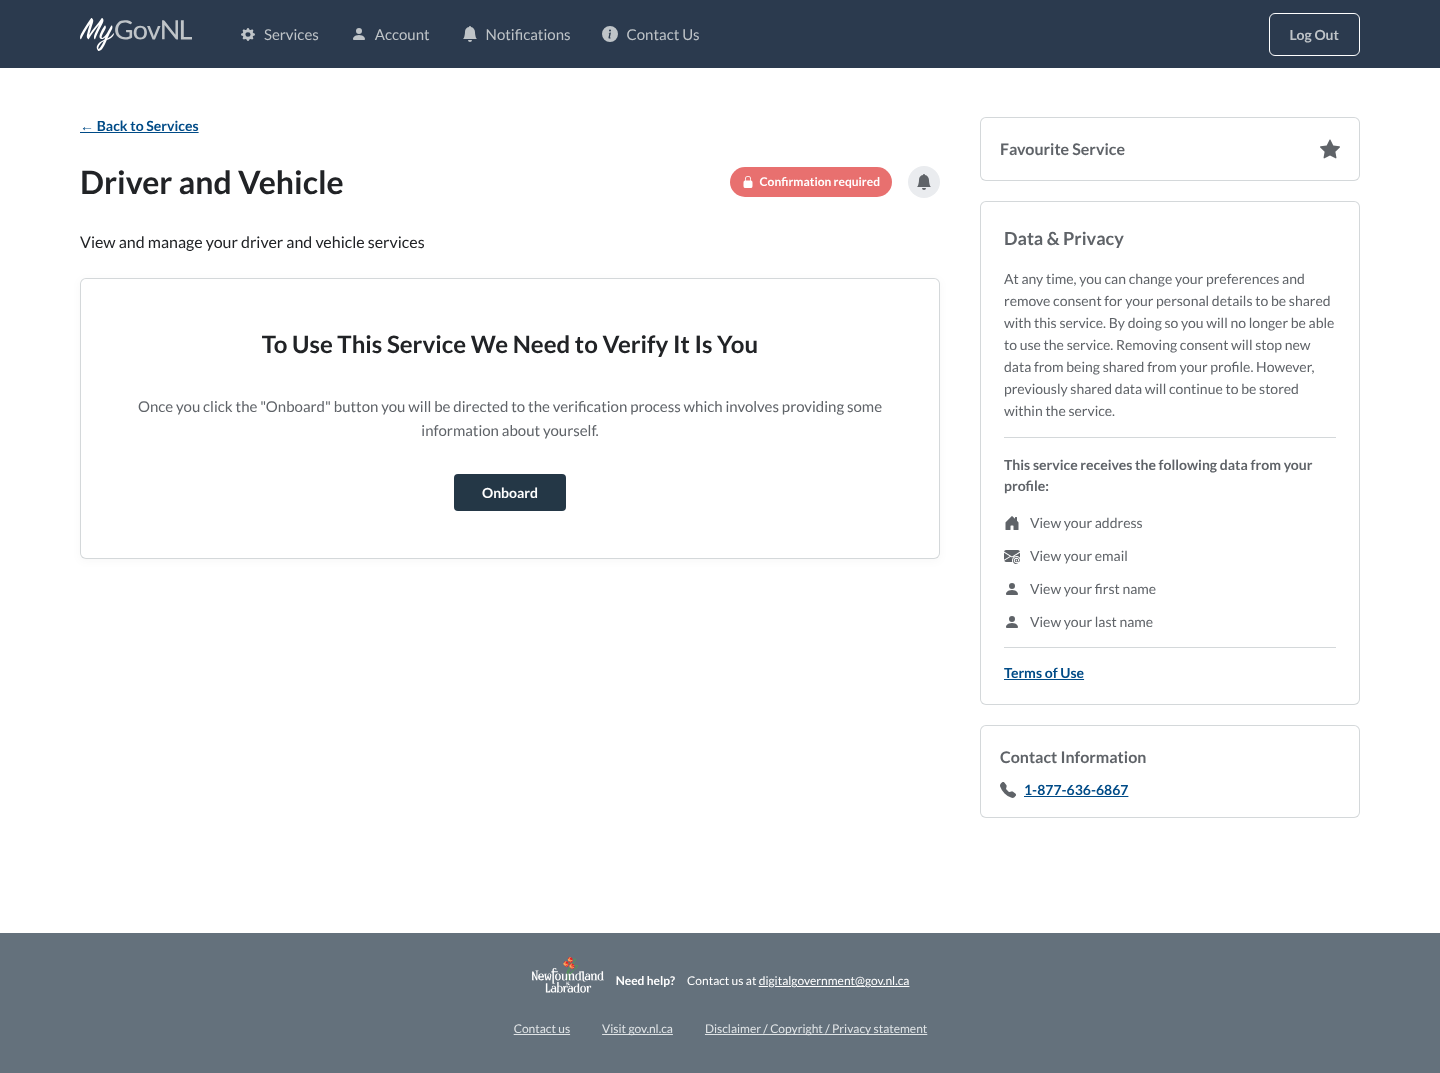 MyGovNL
Services
Account
Notifications
Contact Us
Log Out
← Back to Services
Driver and Vehicle
Confirmation required
View and manage your driver and vehicle services
To Use This Service We Need to Verify It Is You
Once you click the "Onboard" button you will be directed to the verification process which involves providing some
information about yourself.
Onboard
Favourite Service
Data & Privacy
At any time, you can change your preferences and
remove consent for your personal details to be shared
with this service. By doing so you will no longer be able
to use the service. Removing consent will stop new
data from being shared from your profile. However,
previously shared data will continue to be stored
within the service.
This service receives the following data from your
profile:
View your address
View your email
View your first name
View your last name
Terms of Use
Contact Information
1-877-636-6867
Newfoundland
Labrador
Need help?
Contact us at digitalgovernment@gov.nl.ca
Contact us
Visit gov.nl.ca
Disclaimer / Copyright / Privacy statement